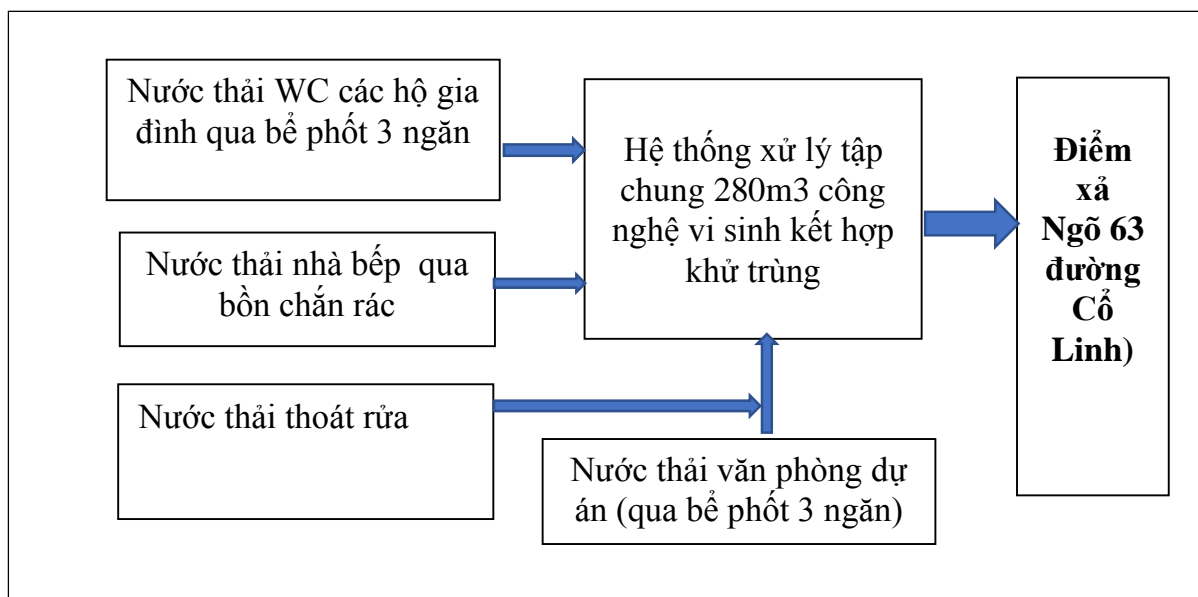 Nước thải WC các hộ gia
đình qua bể phốt 3 ngăn
Nước thải nhà bếp qua
bồn chắn rác
Nước thải thoát rửa
Nước thải văn phòng dự
án (qua bể phốt 3 ngăn)
Hệ thống xử lý tập
chung 280m3 công
nghệ vi sinh kết hợp
khử trùng
Điểm
xả
Ngõ 63
đường
Cổ
Linh)